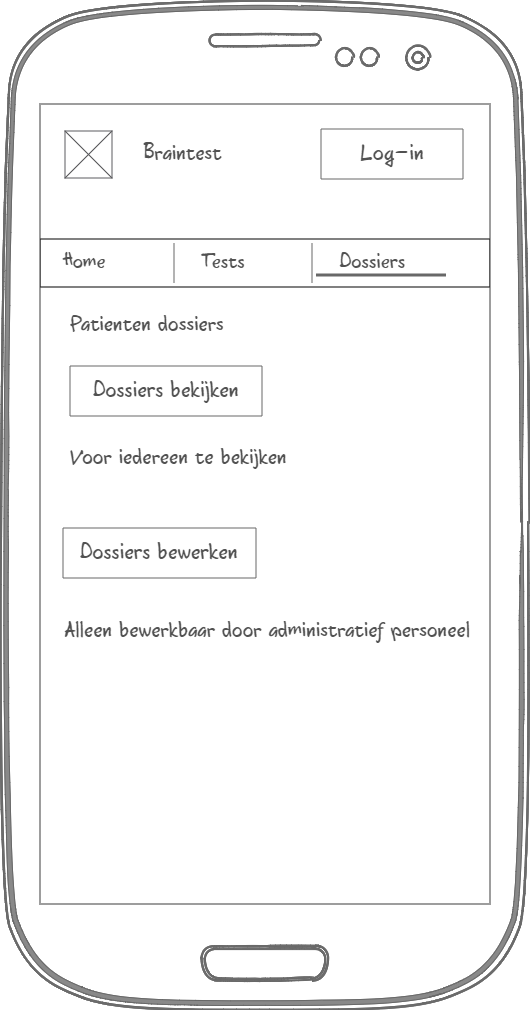 Braintest
Log-in
Home
Tests
Dossiers
Patienten dossiers
Dossiers bekijken
Voor iedereen te bekijken
Dossiers bewerken
Alleen bewerkbaar door administratief personeel